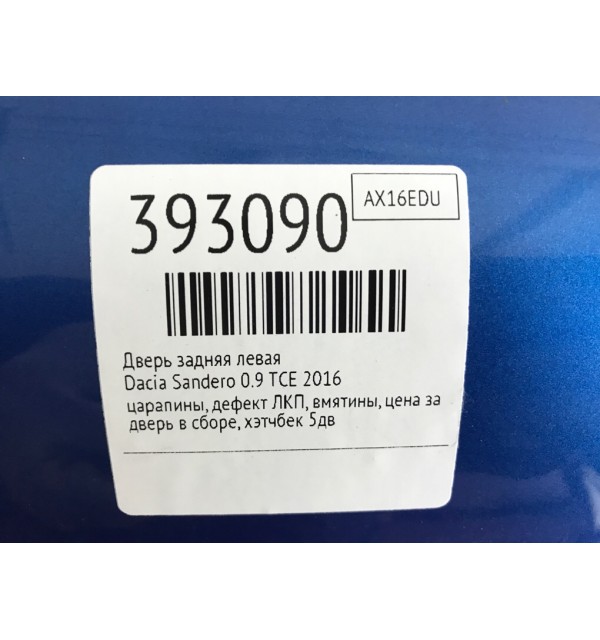 393090
AX16EDU
Дверь задняя левая
Dacia Sandero 0.9 TCE 2016
царапины, дефект ЛКП, вмятины, цена за
дверь в сборе, хэтчбек 5дв